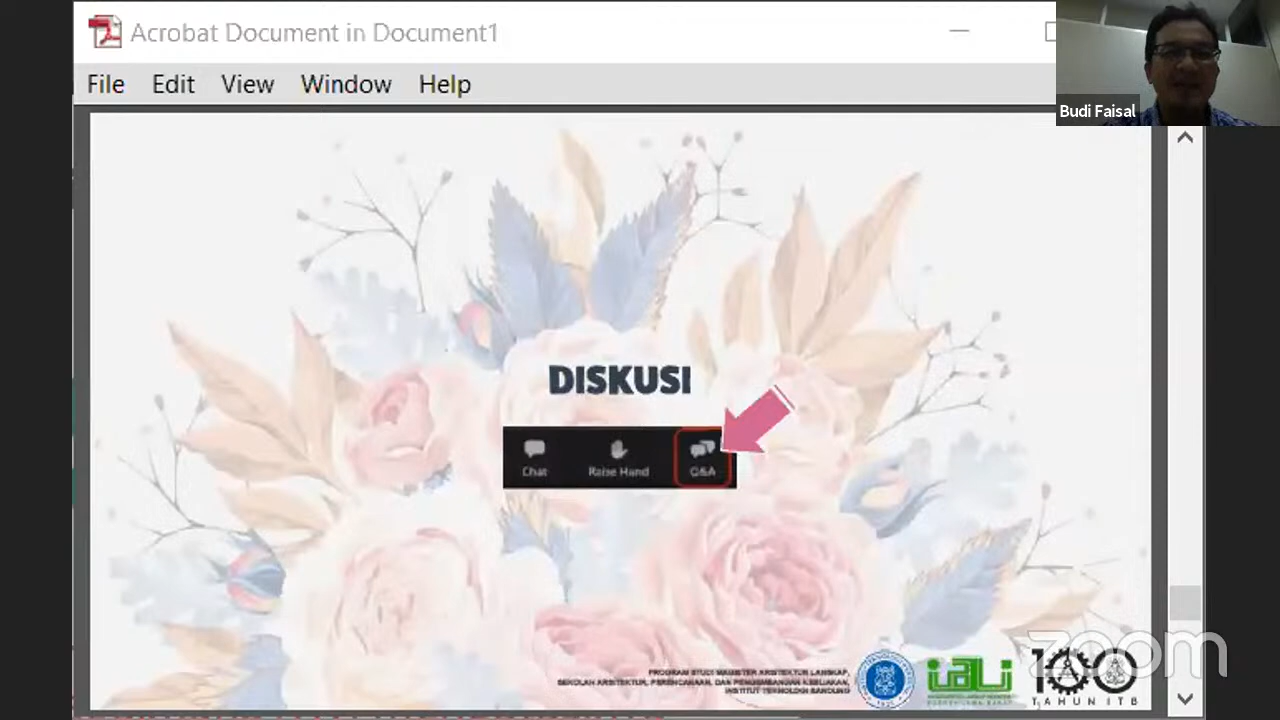 Acrobat Document in Document1
Budi Faisal
File Edit View Window Help
DISKUSI
Chat Raise Hand Q&A
PROGRAM STUDI MAGISTER ARSITEKTUR LANSKAP,
SEKOLAH ARSITEKTUR, PERENCANAAN, DAN PENGEMBANGAN KEBIJAKAN,
INSTITUT TEKNOLOGI BANDUNG
iali
100
TAHUN ITB
zoom